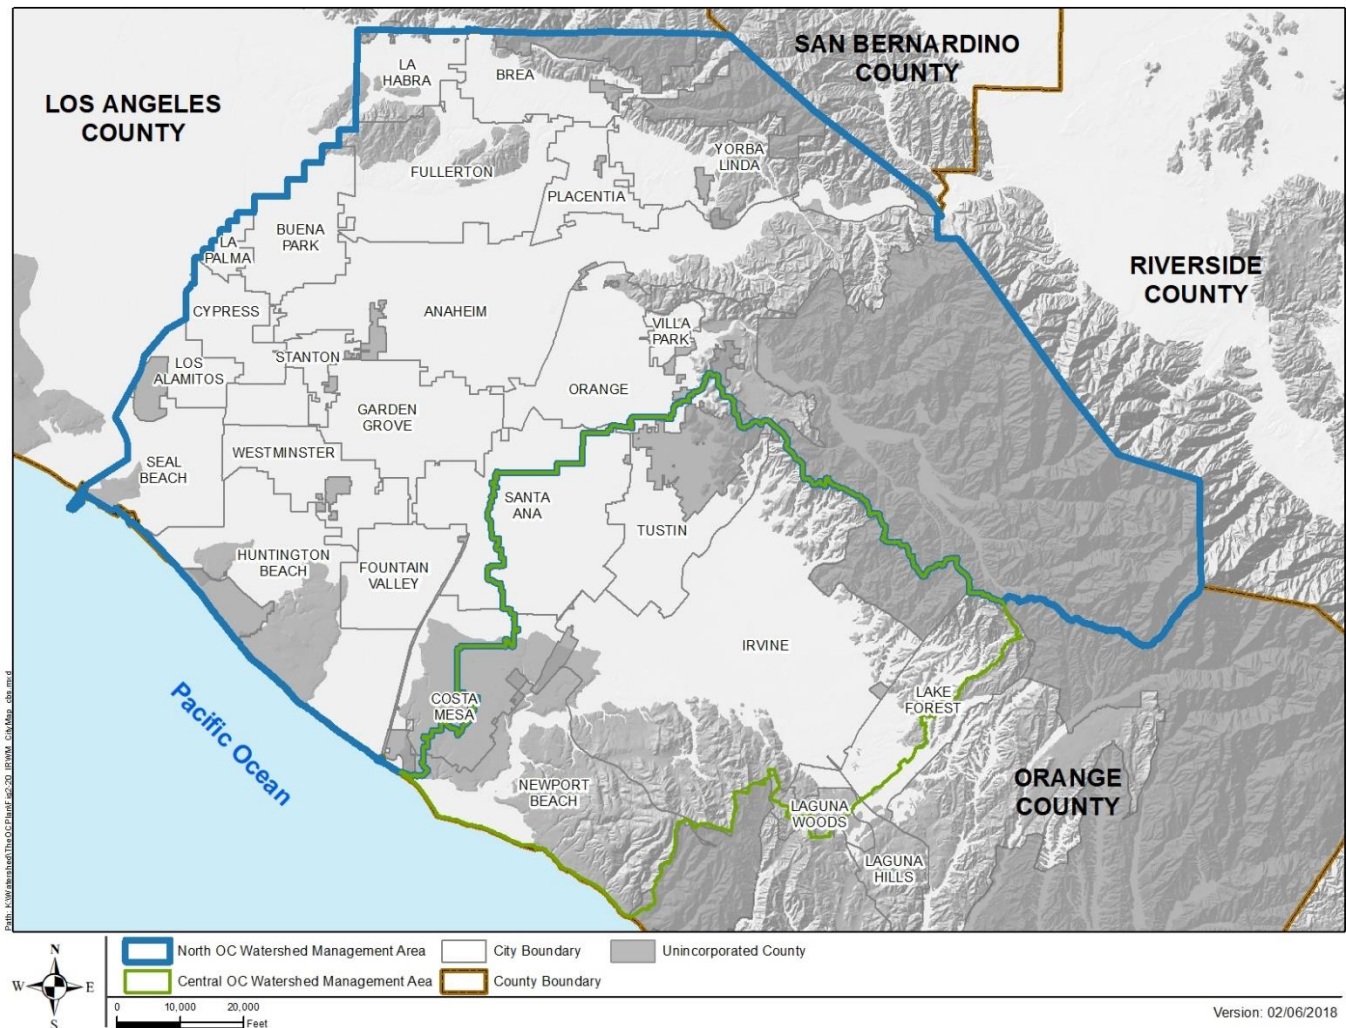 LOS ANGELES
COUNTY
SAN BERNARDINO
COUNTY
RIVERSIDE
COUNTY
ORANGE
COUNTY
Pacific Ocean
LA
HABRA
BREA
FULLERTON
YORBA
LINDA
PLACENTIA
BUENA
PARK
LA
PALMA
CYPRESS
ANAHEIM
VILLA
PARK
STANTON
LOS
ALAMITOS
ORANGE
GARDEN
GROVE
WESTMINSTER
SEAL
BEACH
SANTA
ANA
TUSTIN
HUNTINGTON
BEACH
FOUNTAIN
VALLEY
IRVINE
COSTA
MESA
LAKE
FOREST
NEWPORT
BEACH
LAGUNA
WOODS
LAGUNA
HILLS
N
W
E
S
North OC Watershed Management Area
Central OC Watershed Management Aea
City Boundary
County Boundary
Unincorporated County
0 10,000 20,000
Feet
Version: 02/06/2018